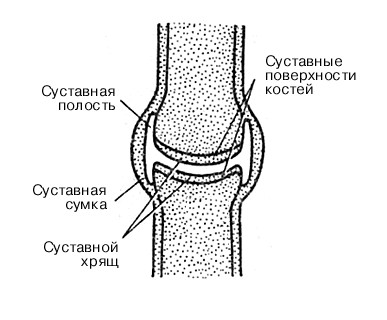 Суставная
полость
Суставные
поверхности
костей
Суставная
сумка
Суставной
хрящ